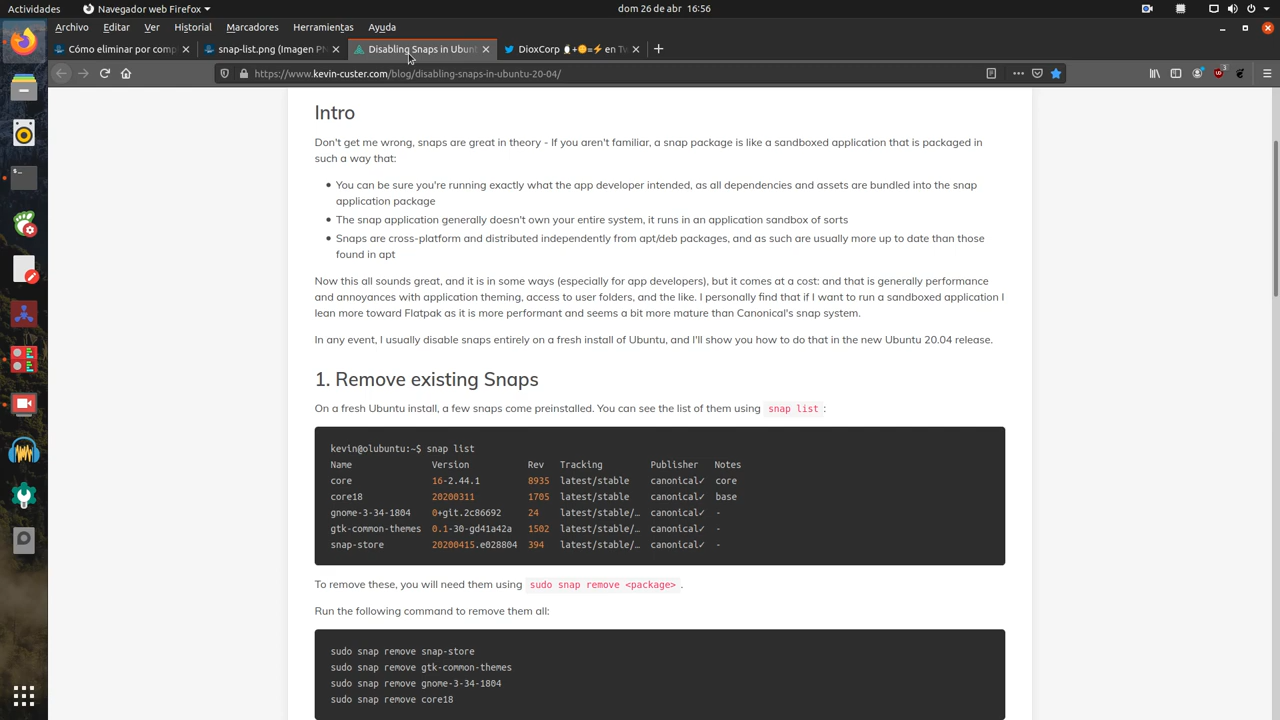 Actividades
Navegador web Firefox
dom 26 de abr 16:56
Archivo Editar Ver Historial Marcadores Herramientas Ayuda
Cómo eliminar por comp
snap-list.png (Imagen PN
Disabling Snaps in Ubun
DioxCorp en Tw
https://www.kevin-custer.com/blog/disabling-snaps-in-ubuntu-20-04/
3
Intro
Don't get me wrong, snaps are great in theory - If you aren't familiar, a snap package is like a sandboxed application that is packaged in
such a way that:
• You can be sure you're running exactly what the app developer intended, as all dependencies and assets are bundled into the snap
application package
• The snap application generally doesn't own your entire system, it runs in an application sandbox of sorts
• Snaps are cross-platform and distributed independently from apt/deb packages, and as such are usually more up to date than those
found in apt
Now this all sounds great, and it is in some ways (especially for app developers), but it comes at a cost: and that is generally performance
and annoyances with application theming, access to user folders, and the like. I personally find that if I want to run a sandboxed application I
lean more toward Flatpak as it is more performant and seems a bit more mature than Canonical's snap system.
In any event, I usually disable snaps entirely on a fresh install of Ubuntu, and I'll show you how to do that in the new Ubuntu 20.04 release.
1. Remove existing Snaps
On a fresh Ubuntu install, a few snaps come preinstalled. You can see the list of them using snap list :
kevin@olubuntu:~$ snap list
Name Version Rev Tracking Publisher Notes
core 16-2.44.1 8935 latest/stable canonical✓ core
core18 20200311 1705 latest/stable canonical✓ base
gnome-3-34-1804 0+git.2c86692 24 latest/stable/… canonical✓ -
gtk-common-themes 0.1-30-gd41a42a 1502 latest/stable/… canonical✓ -
snap-store 20200415.e028804 394 latest/stable/… canonical✓ -
To remove these, you will need them using sudo snap remove <package> .
Run the following command to remove them all:
sudo snap remove snap-store
sudo snap remove gtk-common-themes
sudo snap remove gnome-3-34-1804
sudo snap remove core18